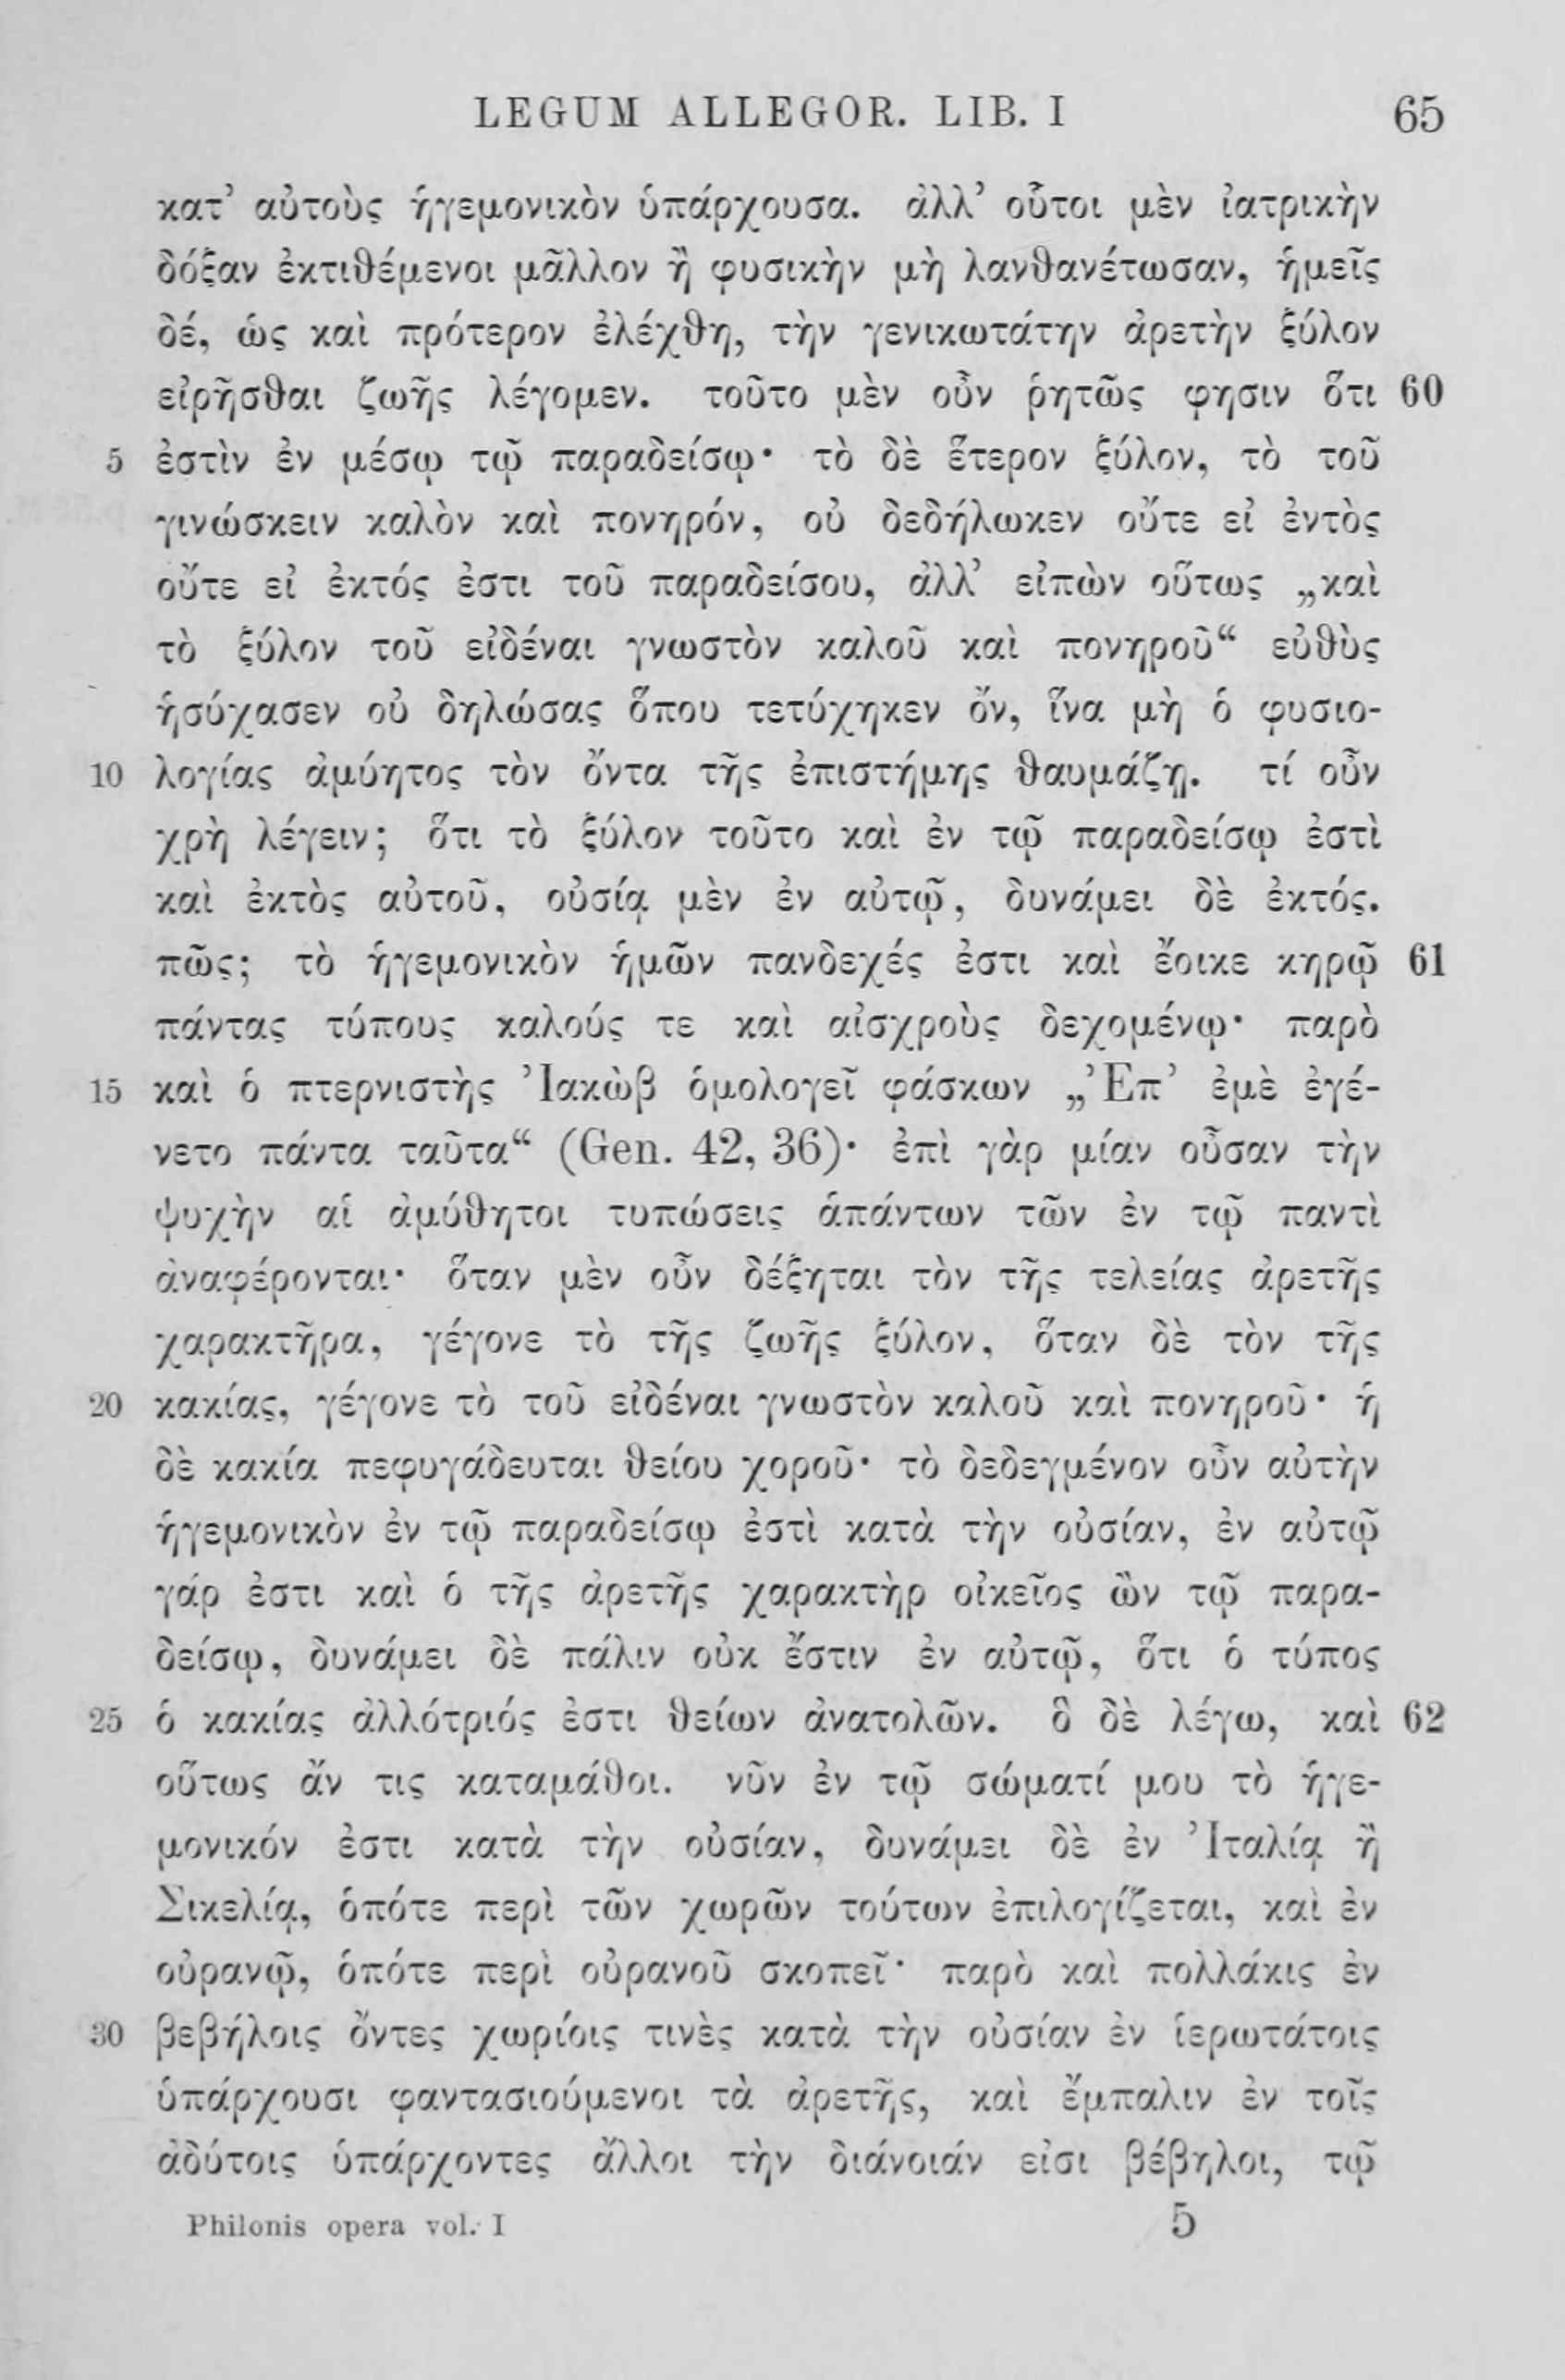 LEGUM ALLEGOR. LIB. I 65
κατ’ αὐτοὺς ἡγεμονικὸν ὑπάρχουσα. ἀλλ’ οὗτοι μὲν ἰατρικὴν
δόξαν ἐκτιθέμενοι μᾶλλον ἢ φυσικὴν μὴ λανθανέτωσαν, ἡμεῖς
δέ, ὡς καὶ πρότερον ἐλέχθη, τὴν γενικωτάτην ἀρετὴν ξύλον
εἰρῆσθαι ζωῆς λέγομεν. τοῦτο μὲν οὖν ῥητῶς φησιν ὅτι 60
5 ἐστὶν ἐν μέσῳ τῷ παραδείσῳ· τὸ δὲ ἕτερον ξύλον, τὸ τοῦ
γινώσκειν καλὸν καὶ πονηρόν, οὐ δεδήλωκεν οὔτε εἰ ἐντὸς
οὔτε εἰ ἐκτός ἐστι τοῦ παραδείσου, ἀλλ’ εἰπὼν οὕτως „καὶ
τὸ ξύλον τοῦ εἰδέναι γνωστὸν καλοῦ καὶ πονηροῦ“ εὐθὺς
ἡσύχασεν οὐ δηλώσας ὅπου τετύχηκεν ὄν, ἵνα μὴ ὁ φυσιο-
10 λογίας ἀμύητος τὸν ὄντα τῆς ἐπιστήμης θαυμάζῃ. τί οὖν
χρὴ λέγειν; ὅτι τὸ ξύλον τοῦτο καὶ ἐν τῷ παραδείσῳ ἐστὶ
καὶ ἐκτὸς αὐτοῦ, οὐσίᾳ μὲν ἐν αὐτῷ, δυνάμει δὲ ἐκτός.
πῶς; τὸ ἡγεμονικὸν ἡμῶν πανδεχές ἐστι καὶ ἔοικε κηρῷ 61
πάντας τύπους καλούς τε καὶ αἰσχροὺς δεχομένῳ· παρὸ
15 καὶ ὁ πτερνιστὴς Ἰακὼβ ὁμολογεῖ φάσκων „Ἐπ’ ἐμὲ ἐγέ-
νετο πάντα ταῦτα“ (Gen. 42, 36)· ἐπὶ γὰρ μίαν οὖσαν τὴν
ψυχὴν αἱ ἀμύθητοι τυπώσεις ἁπάντων τῶν ἐν τῷ παντὶ
ἀναφέρονται· ὅταν μὲν οὖν δέξηται τὸν τῆς τελείας ἀρετῆς
χαρακτῆρα, γέγονε τὸ τῆς ζωῆς ξύλον, ὅταν δὲ τὸν τῆς
20 κακίας, γέγονε τὸ τοῦ εἰδέναι γνωστὸν καλοῦ καὶ πονηροῦ· ἡ
δὲ κακία πεφυγάδευται θείου χοροῦ· τὸ δεδεγμένον οὖν αὐτὴν
ἡγεμονικὸν ἐν τῷ παραδείσῳ ἐστὶ κατὰ τὴν οὐσίαν, ἐν αὐτῷ
γάρ ἐστι καὶ ὁ τῆς ἀρετῆς χαρακτὴρ οἰκεῖος ὢν τῷ παρα-
δείσῳ, δυνάμει δὲ πάλιν οὐκ ἔστιν ἐν αὐτῷ, ὅτι ὁ τύπος
25 ὁ κακίας ἀλλότριός ἐστι θείων ἀνατολῶν. ὃ δὲ λέγω, καὶ 62
οὕτως ἄν τις καταμάθοι. νῦν ἐν τῷ σώματί μου τὸ ἡγε-
μονικόν ἐστι κατὰ τὴν οὐσίαν, δυνάμει δὲ ἐν Ἰταλίᾳ ἢ
Σικελίᾳ, ὁπότε περὶ τῶν χωρῶν τούτων ἐπιλογίζεται, καὶ ἐν
οὐρανῷ, ὁπότε περὶ οὐρανοῦ σκοπεῖ· παρὸ καὶ πολλάκις ἐν
30 βεβήλοις ὄντες χωρίοις τινὲς κατὰ τὴν οὐσίαν ἐν ἱερωτάτοις
ὑπάρχουσι φαντασιούμενοι τὰ ἀρετῆς, καὶ ἔμπαλιν ἐν τοῖς
ἀδύτοις ὑπάρχοντες ἄλλοι τὴν διάνοιάν εἰσι βέβηλοι, τῷ
Philonis opera vol. I 5